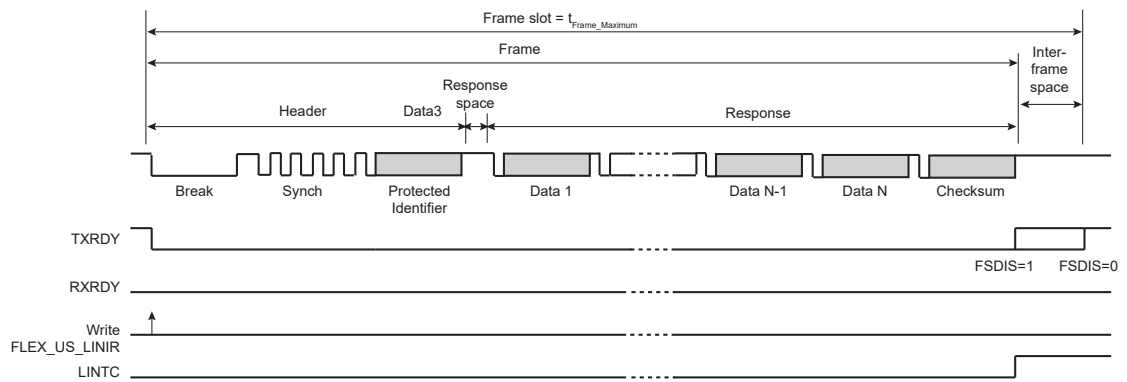 Frame slot = tFrame_Maximum
Frame
Inter-
frame
space
Response
space
Header
Data3
Response
Break
Synch
Protected
Identifier
Data 1
Data N-1
Data N
Checksum
TXRDY
FSDIS=1
FSDIS=0
RXRDY
Write
FLEX_US_LINIR
LINTC